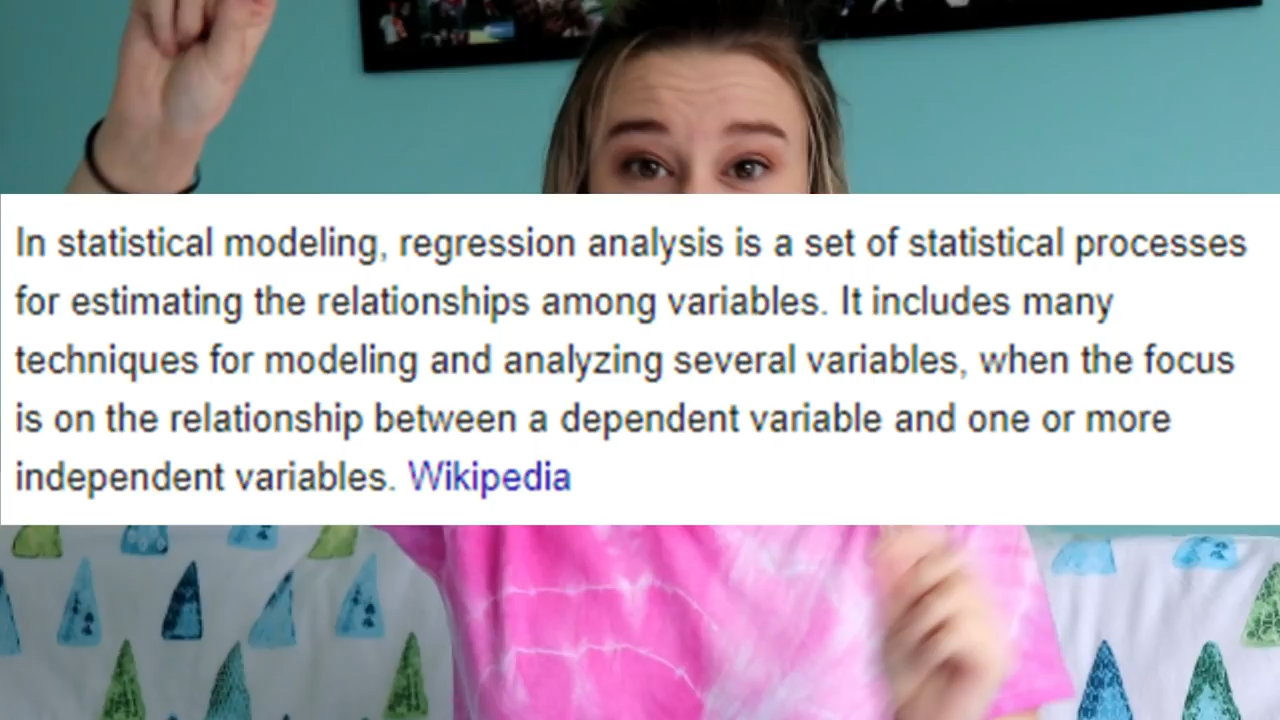 In statistical modeling, regression analysis is a set of statistical processes
for estimating the relationships among variables. It includes many
techniques for modeling and analyzing several variables, when the focus
is on the relationship between a dependent variable and one or more
independent variables. Wikipedia